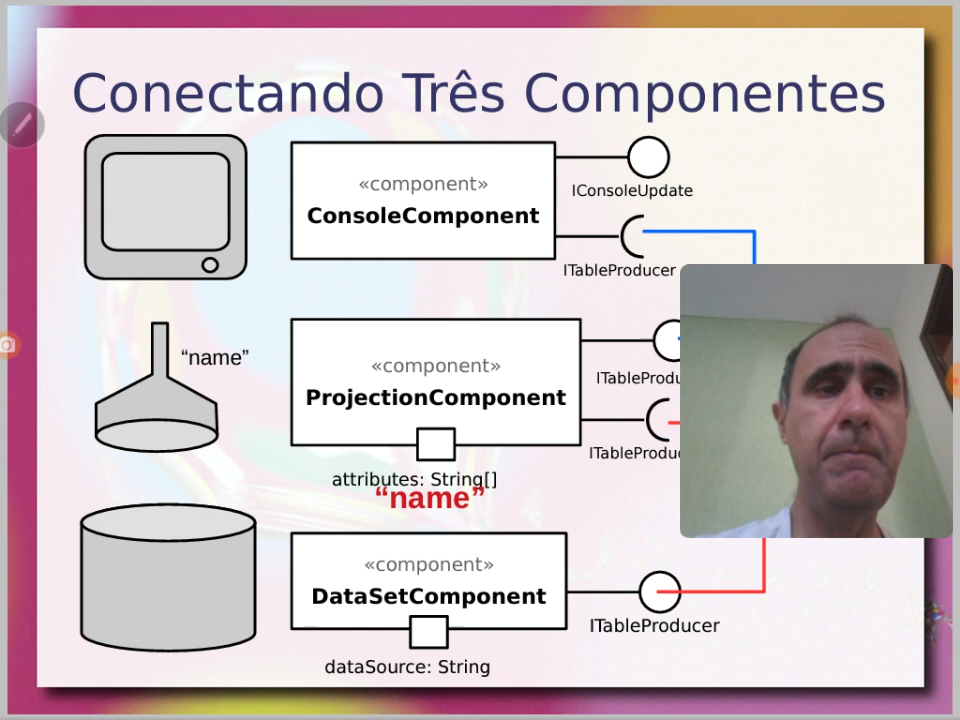 Conectando Três Componentes
«component»
ConsoleComponent
IConsoleUpdate
ITableProducer
“name”
«component»
ProjectionComponent
attributes: String[]
“name”
«component»
DataSetComponent
ITableProducer
dataSource: String